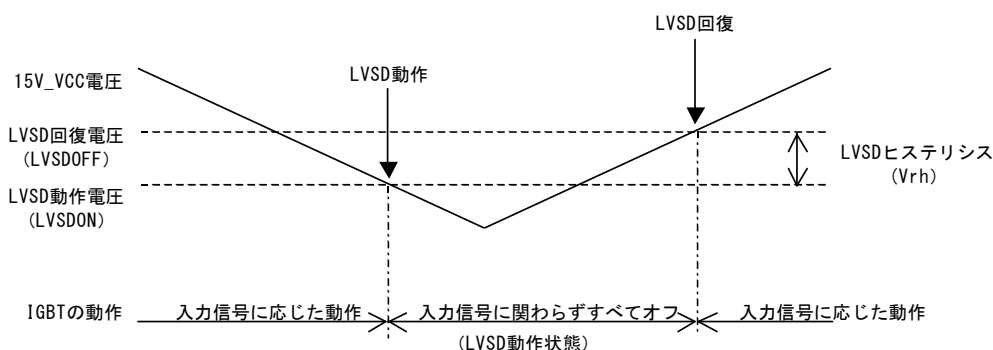 LVSD回復
LVSD動作
15V_VCC電圧
LVSD回復電圧
(LVSDOFF)
LVSDヒステリシス
(Vrh)
LVSD動作電圧
(LVSDON)
IGBTの動作
入力信号に応じた動作
入力信号に関わらずすべてオフ
入力信号に応じた動作
(LVSD動作状態)